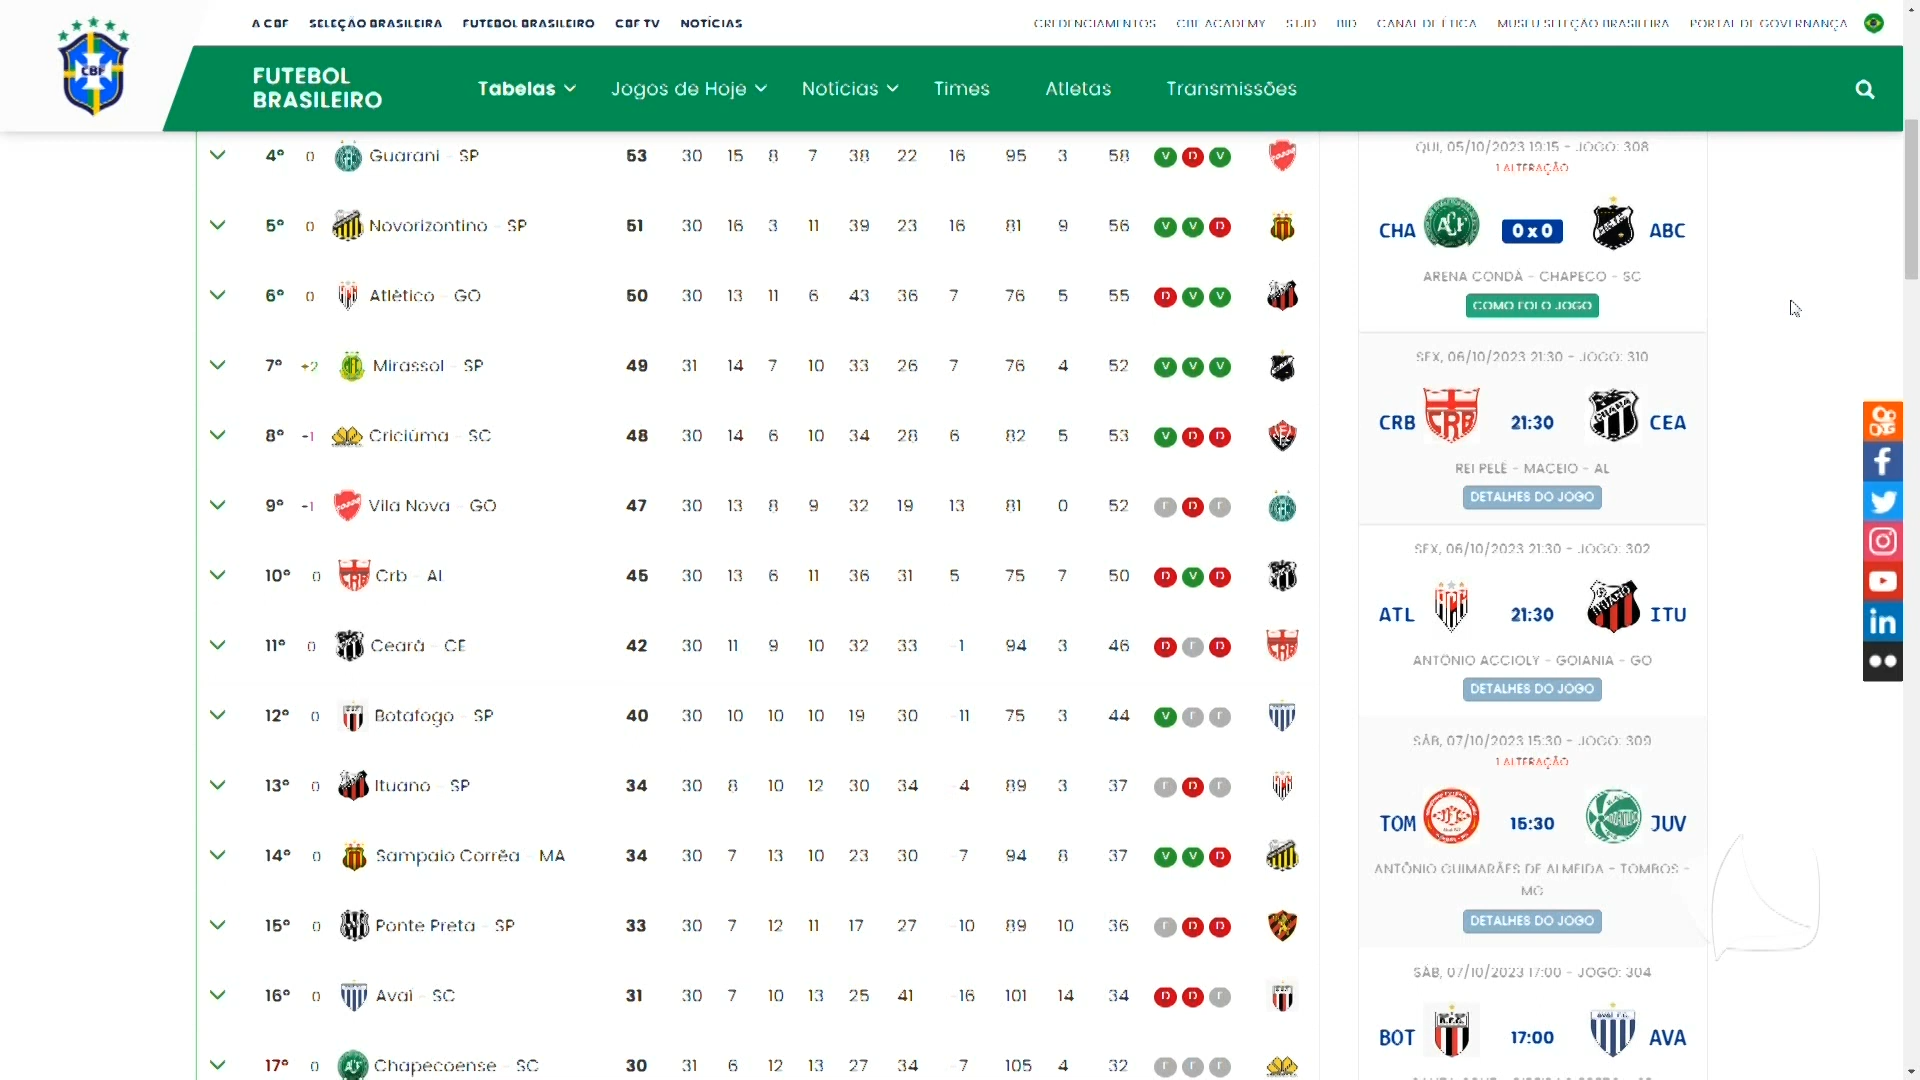 A CBF SELEÇÃO BRASILEIRA FUTEBOL BRASILEIRO CBF TV NOTÍCIAS CREDENCIAMENTOS CBF ACADEMY STJD BID CANAL DE ÉTICA MUSEU SELEÇÃO BRASILEIRA PORTAL DE GOVERNANÇA
CBF
FUTEBOL
BRASILEIRO
Tabelas Jogos de Hoje Notícias Times Atletas Transmissões
4º 0 Guarani - SP 53 30 15 8 7 38 22 16 95 3 58 V D V
5º 0 Novorizontino - SP 51 30 16 3 11 39 23 16 81 9 56 V V D
6º 0 Atlético - GO 50 30 13 11 6 43 36 7 76 5 55 D V V
7º +2 Mirassol - SP 49 31 14 7 10 33 26 7 76 4 52 V V V
8º -1 Criciúma - SC 48 30 14 6 10 34 28 6 82 5 53 V D D
9º -1 Vila Nova - GO 47 30 13 8 9 32 19 13 81 0 52 E D E
10º 0 Crb - AL 45 30 13 6 11 36 31 5 75 7 50 D V D
11º 0 Ceará - CE 42 30 11 9 10 32 33 -1 94 3 46 D E D
12º 0 Botafogo - SP 40 30 10 10 10 19 30 -11 75 3 44 V E E
13º 0 Ituano - SP 34 30 8 10 12 30 34 -4 89 3 37 E D E
14º 0 Sampaio Corrêa - MA 34 30 7 13 10 23 30 -7 94 8 37 V V D
15º 0 Ponte Preta - SP 33 30 7 12 11 17 27 -10 89 10 36 E D D
16º 0 Avaí - SC 31 30 7 10 13 25 41 -16 101 14 34 D D E
17º 0 Chapecoense - SC 30 31 6 12 13 27 34 -7 105 4 32 E E E
QUI, 05/10/2023 19:15 - JOGO: 308
1 ALTERAÇÃO
CHA 0 x 0 ABC
ARENA CONDÁ - CHAPECO - SC
COMO FOI O JOGO
SEX, 06/10/2023 21:30 - JOGO: 310
CRB 21:30 CEA
REI PELÉ - MACEIO - AL
DETALHES DO JOGO
SEX, 06/10/2023 21:30 - JOGO: 302
ATL 21:30 ITU
ANTÔNIO ACCIOLY - GOIANIA - GO
DETALHES DO JOGO
SÁB, 07/10/2023 15:30 - JOGO: 309
1 ALTERAÇÃO
TOM 15:30 JUV
ANTÔNIO GUIMARÃES DE ALMEIDA - TOMBOS -
MG
DETALHES DO JOGO
SÁB, 07/10/2023 17:00 - JOGO: 304
BOT 17:00 AVA